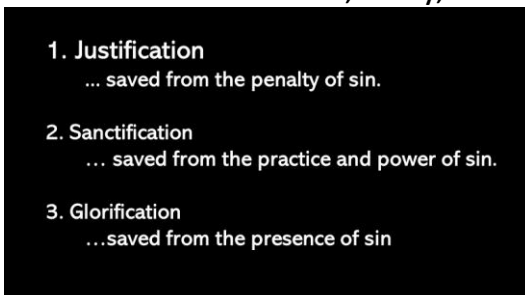 1. Justification
... saved from the penalty of sin.
2. Sanctification
... saved from the practice and power of sin.
3. Glorification
...saved from the presence of sin